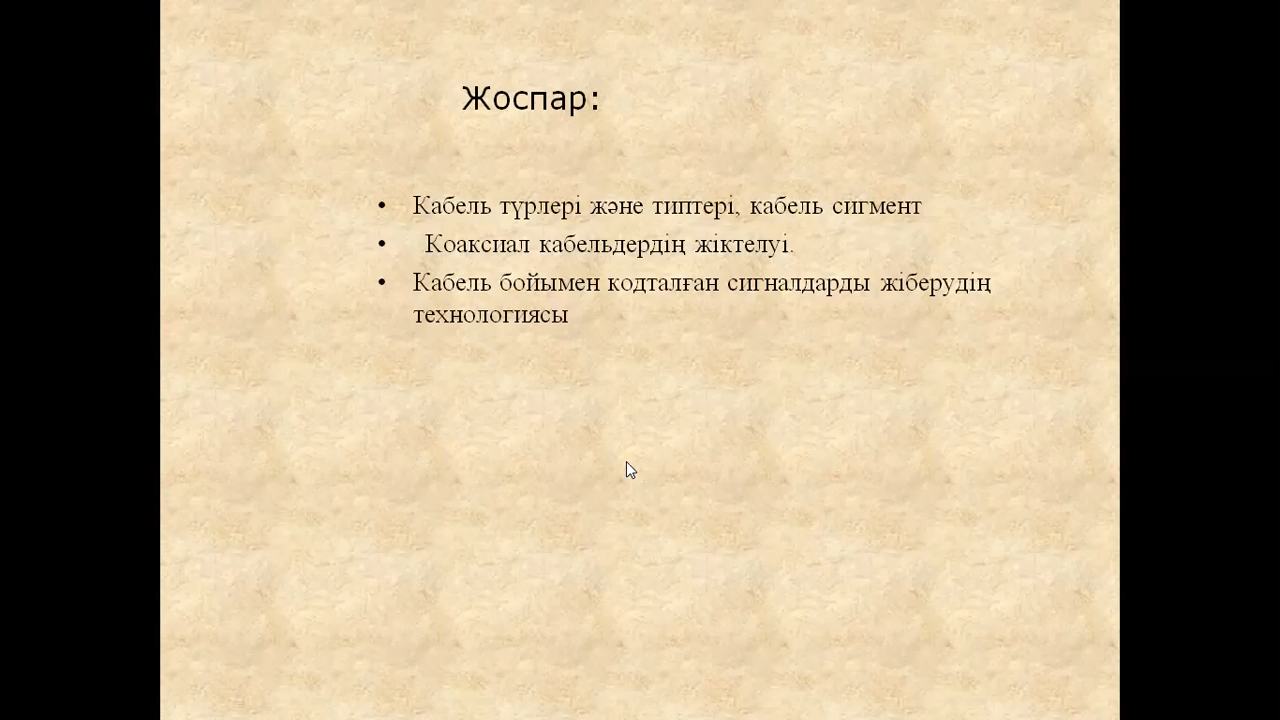 Жоспар:
• Кабель түрлері және типтері, кабель сигмент
• Коаксиал кабельдердің жіктелуі.
• Кабель бойымен кодталған сигналдарды жіберудің
технологиясы